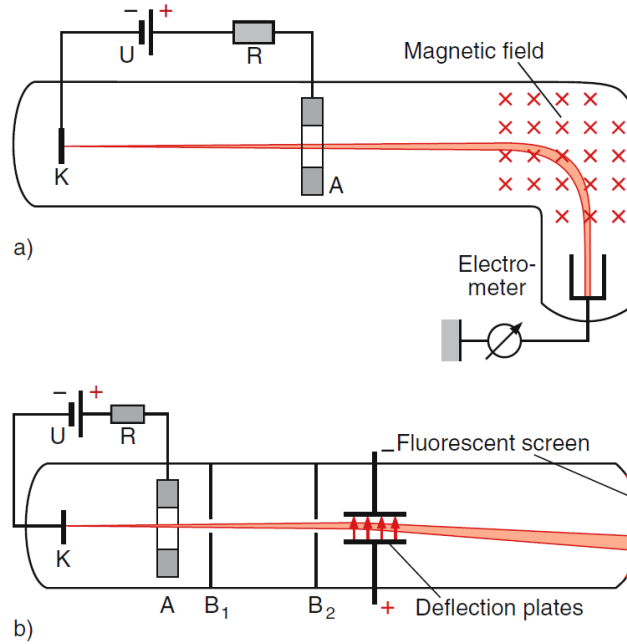 − +
U
R
Magnetic field
K
A
a)
Electro-
meter
− +
U
R
−
Fluorescent screen
K
A
B1
B2
+
Deflection plates
b)